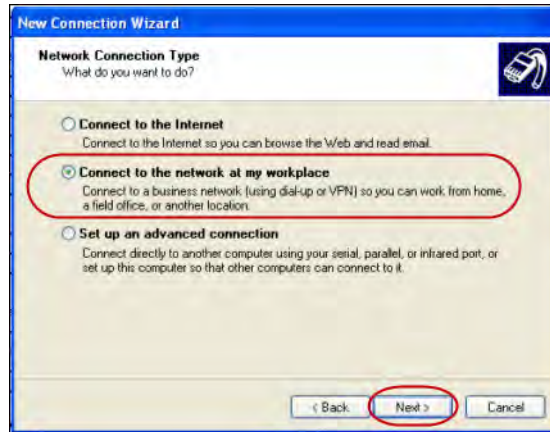 New Connection Wizard
Network Connection Type
What do you want to do?
Connect to the Internet
Connect to the Internet so you can browse the Web and read email.
Connect to the network at my workplace
Connect to a business network (using dial-up or VPN) so you can work from home,
a field office, or another location.
Set up an advanced connection
Connect directly to another computer using your serial, parallel, or infrared port, or
set up this computer so that other computers can connect to it.
< Back
Next >
Cancel